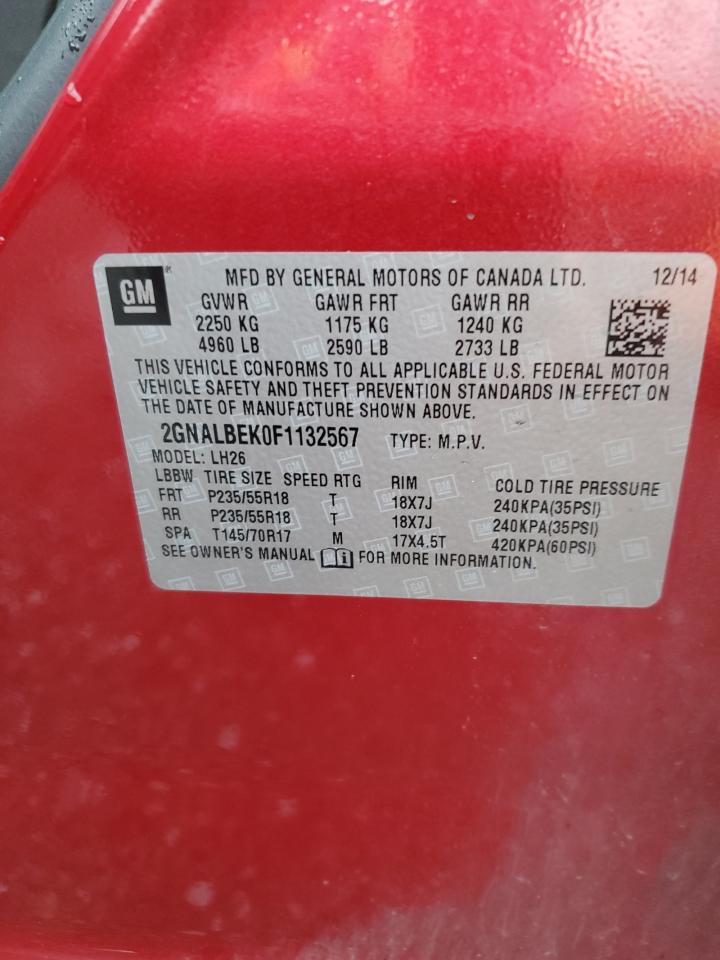 GM
MFD BY GENERAL MOTORS OF CANADA LTD. 12/14
GVWR GAWR FRT GAWR RR
2250 KG 1175 KG 1240 KG
4960 LB 2590 LB 2733 LB
THIS VEHICLE CONFORMS TO ALL APPLICABLE U.S. FEDERAL MOTOR
VEHICLE SAFETY AND THEFT PREVENTION STANDARDS IN EFFECT ON
THE DATE OF MANUFACTURE SHOWN ABOVE.
2GNALBEK0F1132567 TYPE: M.P.V.
MODEL: LH26
LBBW TIRE SIZE SPEED RTG RIM COLD TIRE PRESSURE
FRT P235/55R18 T 18X7J 240KPA(35PSI)
RR P235/55R18 T 18X7J 240KPA(35PSI)
SPA T145/70R17 M 17X4.5T 420KPA(60PSI)
SEE OWNER'S MANUAL FOR MORE INFORMATION.